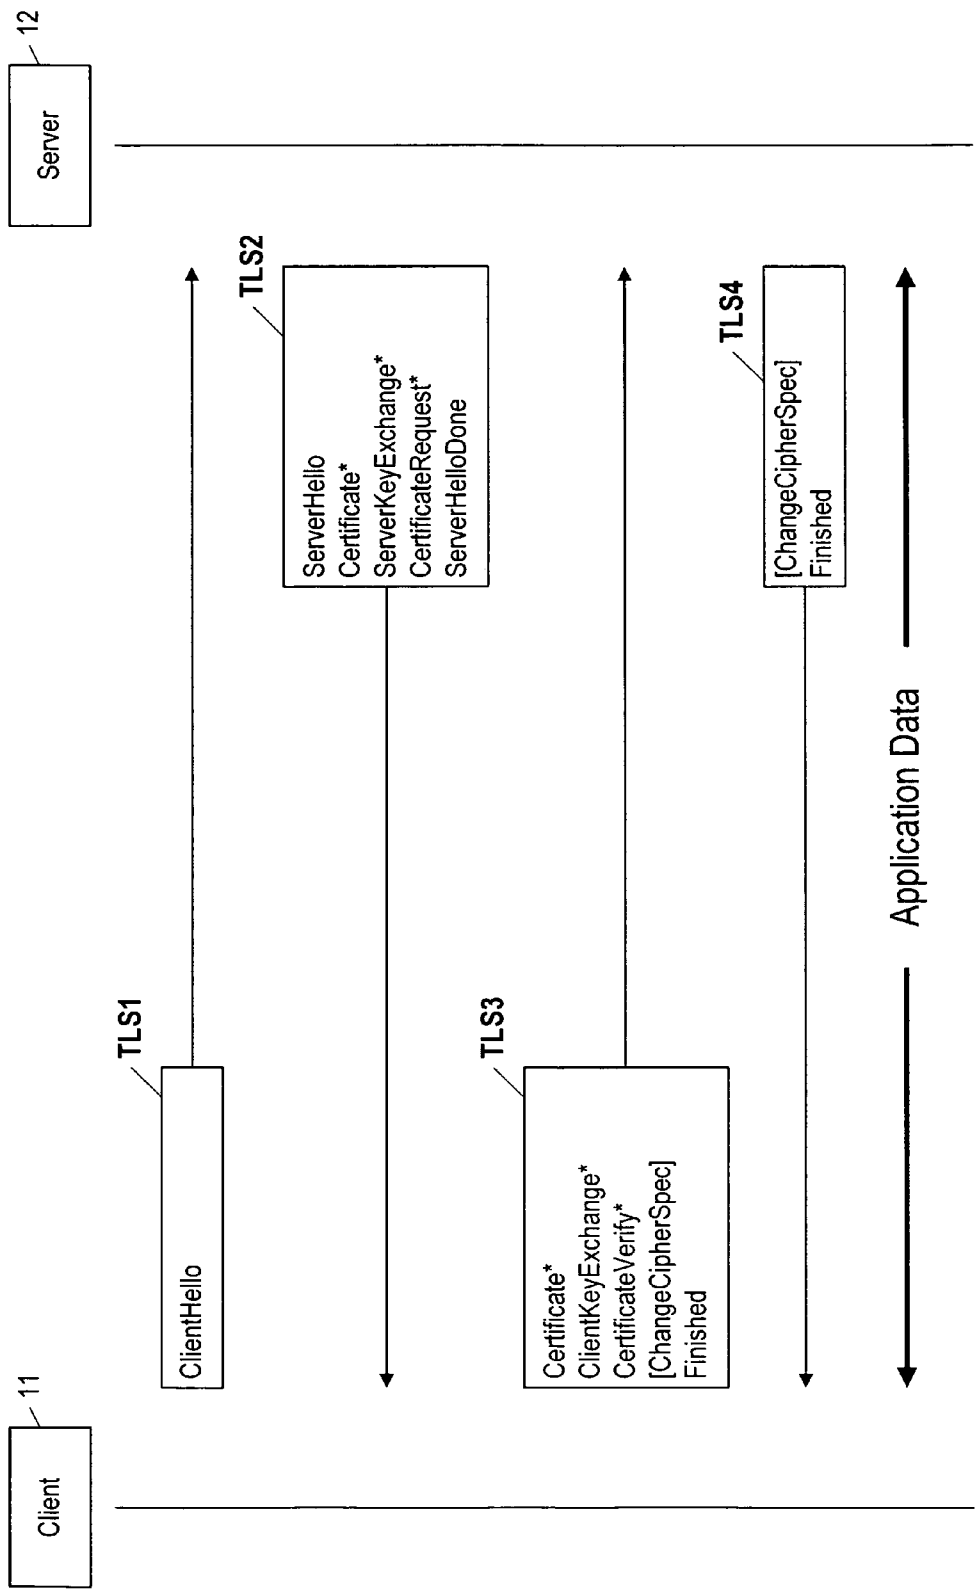 Client
11
Server
12
TLS1
ClientHello
TLS2
ServerHello
Certificate*
ServerKeyExchange*
CertificateRequest*
ServerHelloDone
TLS3
Certificate*
ClientKeyExchange*
CertificateVerify*
[ChangeCipherSpec]
Finished
TLS4
[ChangeCipherSpec]
Finished
Application Data